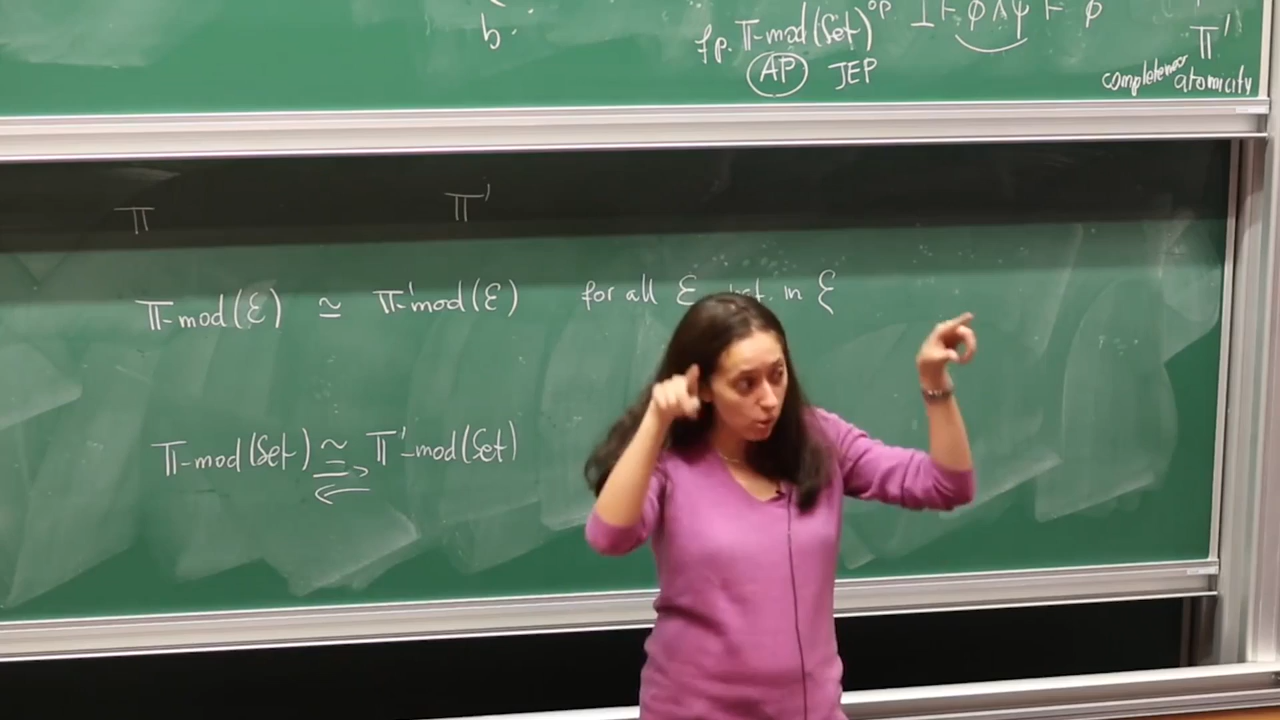 b.
f.p. 𝕋-mod(Set)^op ⊥⊢ φ∧ψ ⊢ φ
AP JEP
𝕋'
completeness atomicity
𝕋 𝕋'
𝕋-mod(ℰ) ≃ 𝕋'-mod(ℰ) for all ℰ in ℰ
𝕋-mod(Set) ≃ 𝕋'-mod(Set)